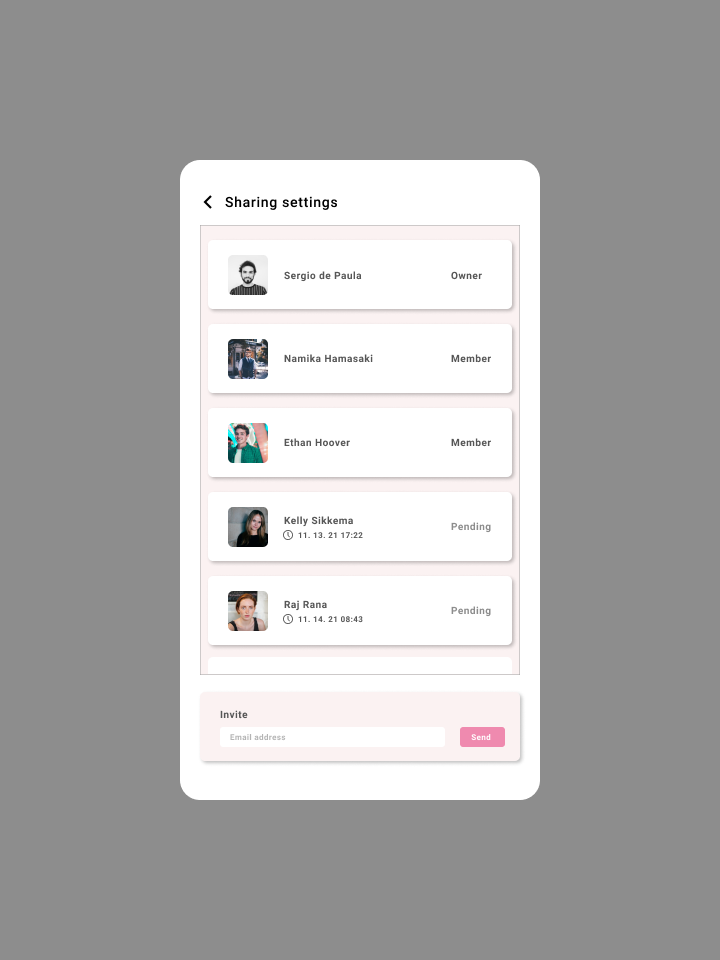 Sharing settings
Sergio de Paula
Owner
Namika Hamasaki
Member
Ethan Hoover
Member
Kelly Sikkema
11. 13. 21 17:22
Pending
Raj Rana
11. 14. 21 08:43
Pending
Invite
Email address
Send